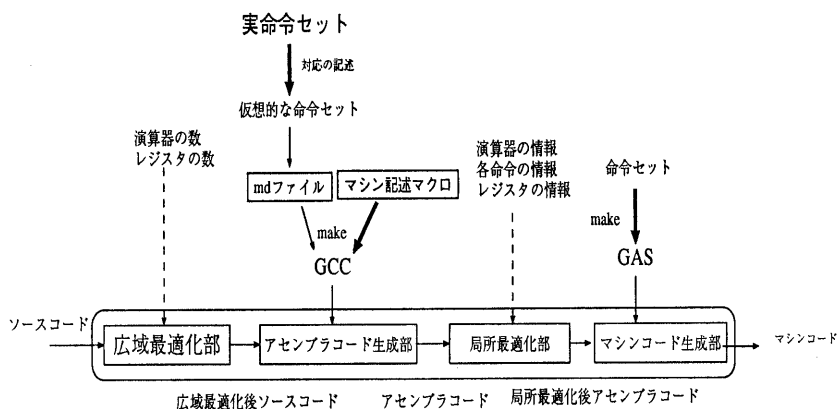 実命令セット
対応の記述
仮想的な命令セット
演算器の数
レジスタの数
mdファイル
マシン記述マクロ
演算器の情報
各命令の情報
レジスタの情報
命令セット
make
make
GCC
GAS
ソースコード
広域最適化部
アセンブラコード生成部
局所最適化部
マシンコード生成部
マシンコード
広域最適化後ソースコード
アセンブラコード
局所最適化後アセンブラコード